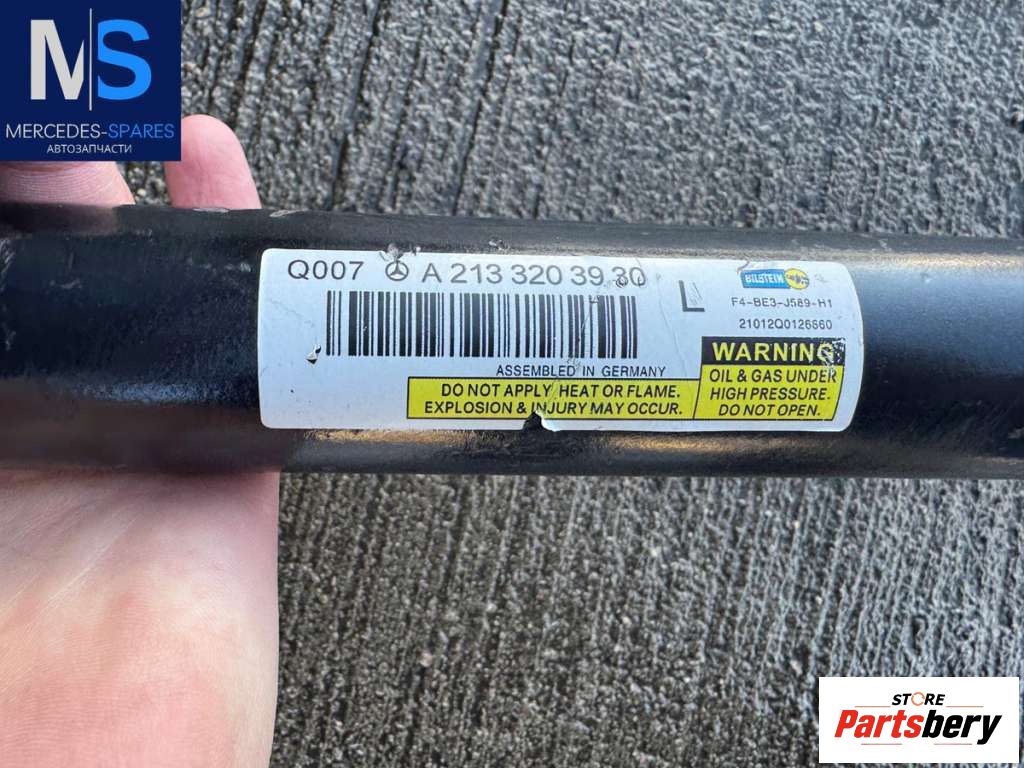 MS
MERCEDES-SPARES
АВТОЗАПЧАСТИ
Q007 A 213 320 39 30
L
BILSTEIN
F4-BE3-J589-H1
21012Q0126660
ASSEMBLED IN GERMANY
DO NOT APPLY HEAT OR FLAME.
EXPLOSION & INJURY MAY OCCUR.
WARNING
OIL & GAS UNDER
HIGH PRESSURE.
DO NOT OPEN.
STORE
Partsbery